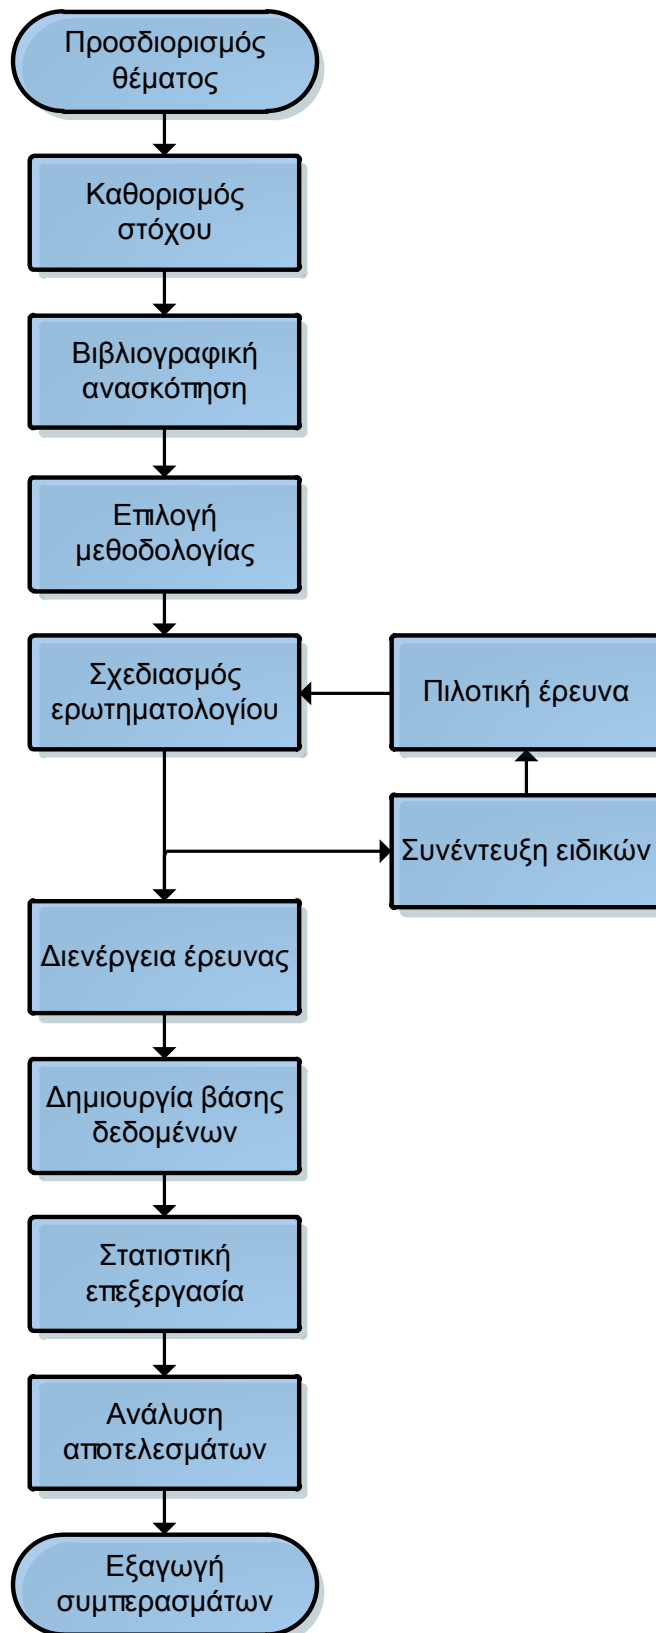 Προσδιορισμός
θέματος
Καθορισμός
στόχου
Βιβλιογραφική
ανασκόπηση
Επιλογή
μεθοδολογίας
Σχεδιασμός
ερωτηματολογίου
Πιλοτική έρευνα
Συνέντευξη ειδικών
Διενέργεια έρευνας
Δημιουργία βάσης
δεδομένων
Στατιστική
επεξεργασία
Ανάλυση
αποτελεσμάτων
Εξαγωγή
συμπερασμάτων